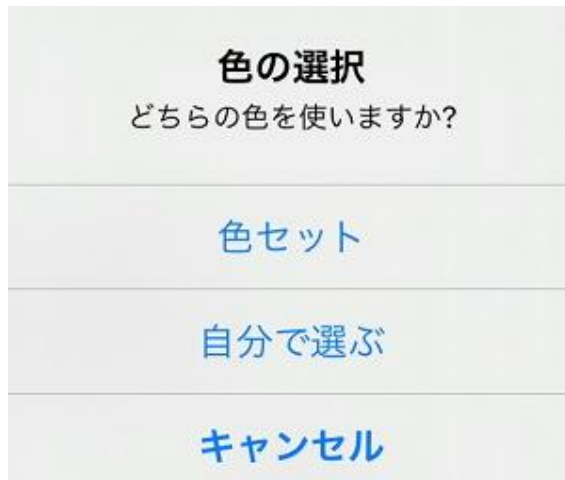 色の選択
どちらの色を使いますか?
色セット
自分で選ぶ
キャンセル